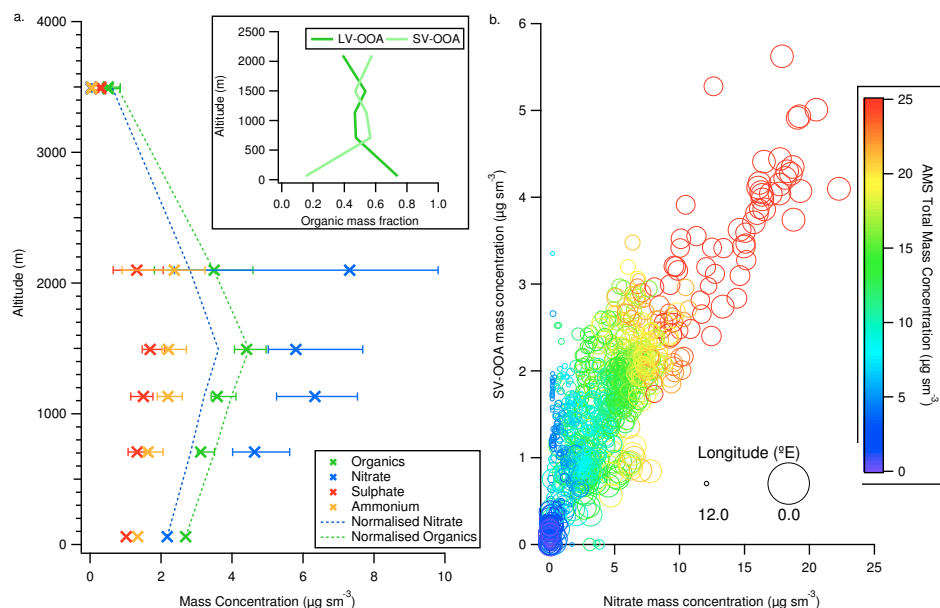 a.
4000
3000
2000
1000
0
Altitude (m)
0
2
4
6
8
10
Mass Concentration (µg sm⁻³)
LV-OOA
SV-OOA
2500
2000
1500
1000
500
0
Altitude (m)
0.0
0.2
0.4
0.6
0.8
1.0
Organic mass fraction
Organics
Nitrate
Sulphate
Ammonium
Normalised Nitrate
Normalised Organics
b.
6
5
4
3
2
1
0
SV-OOA mass concentration (µg sm⁻³)
0
5
10
15
20
25
Nitrate mass concentration (µg sm⁻³)
Longitude (ºE)
12.0
0.0
25
20
15
10
5
0
AMS Total Mass Concentration (µg sm⁻³)